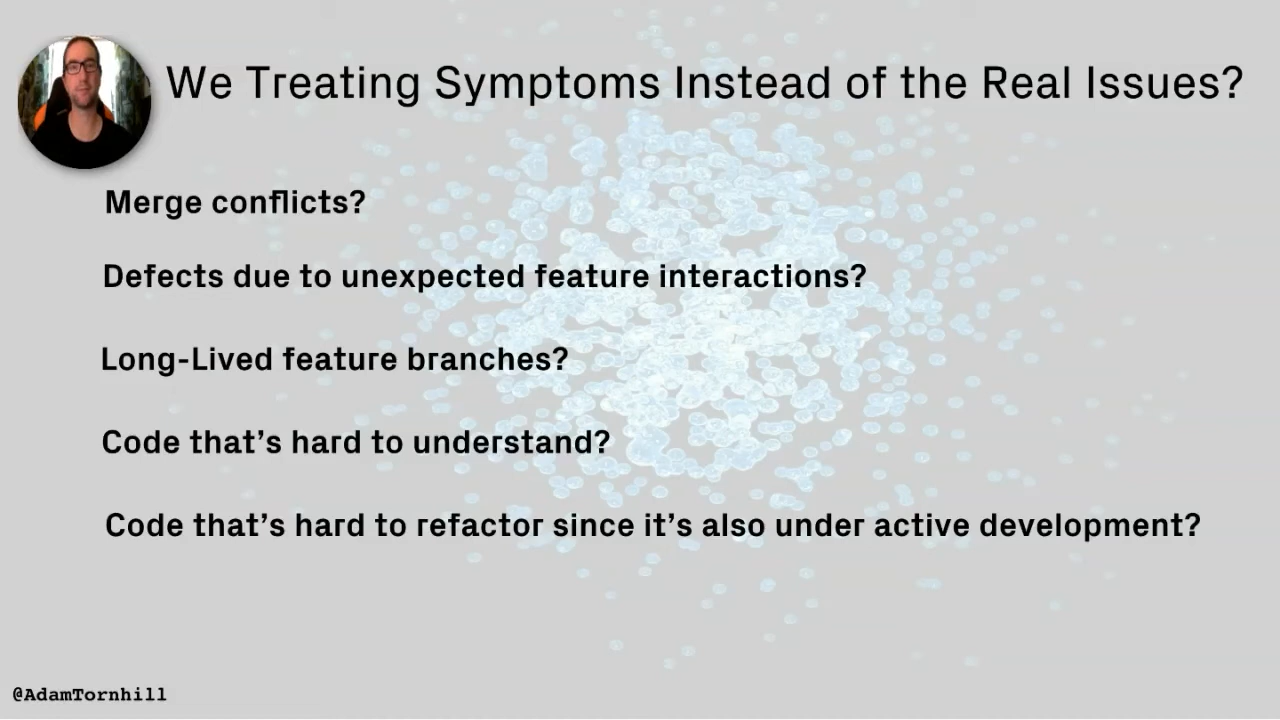 We Treating Symptoms Instead of the Real Issues?
Merge conflicts?
Defects due to unexpected feature interactions?
Long-Lived feature branches?
Code that’s hard to understand?
Code that’s hard to refactor since it’s also under active development?
@AdamTornhill